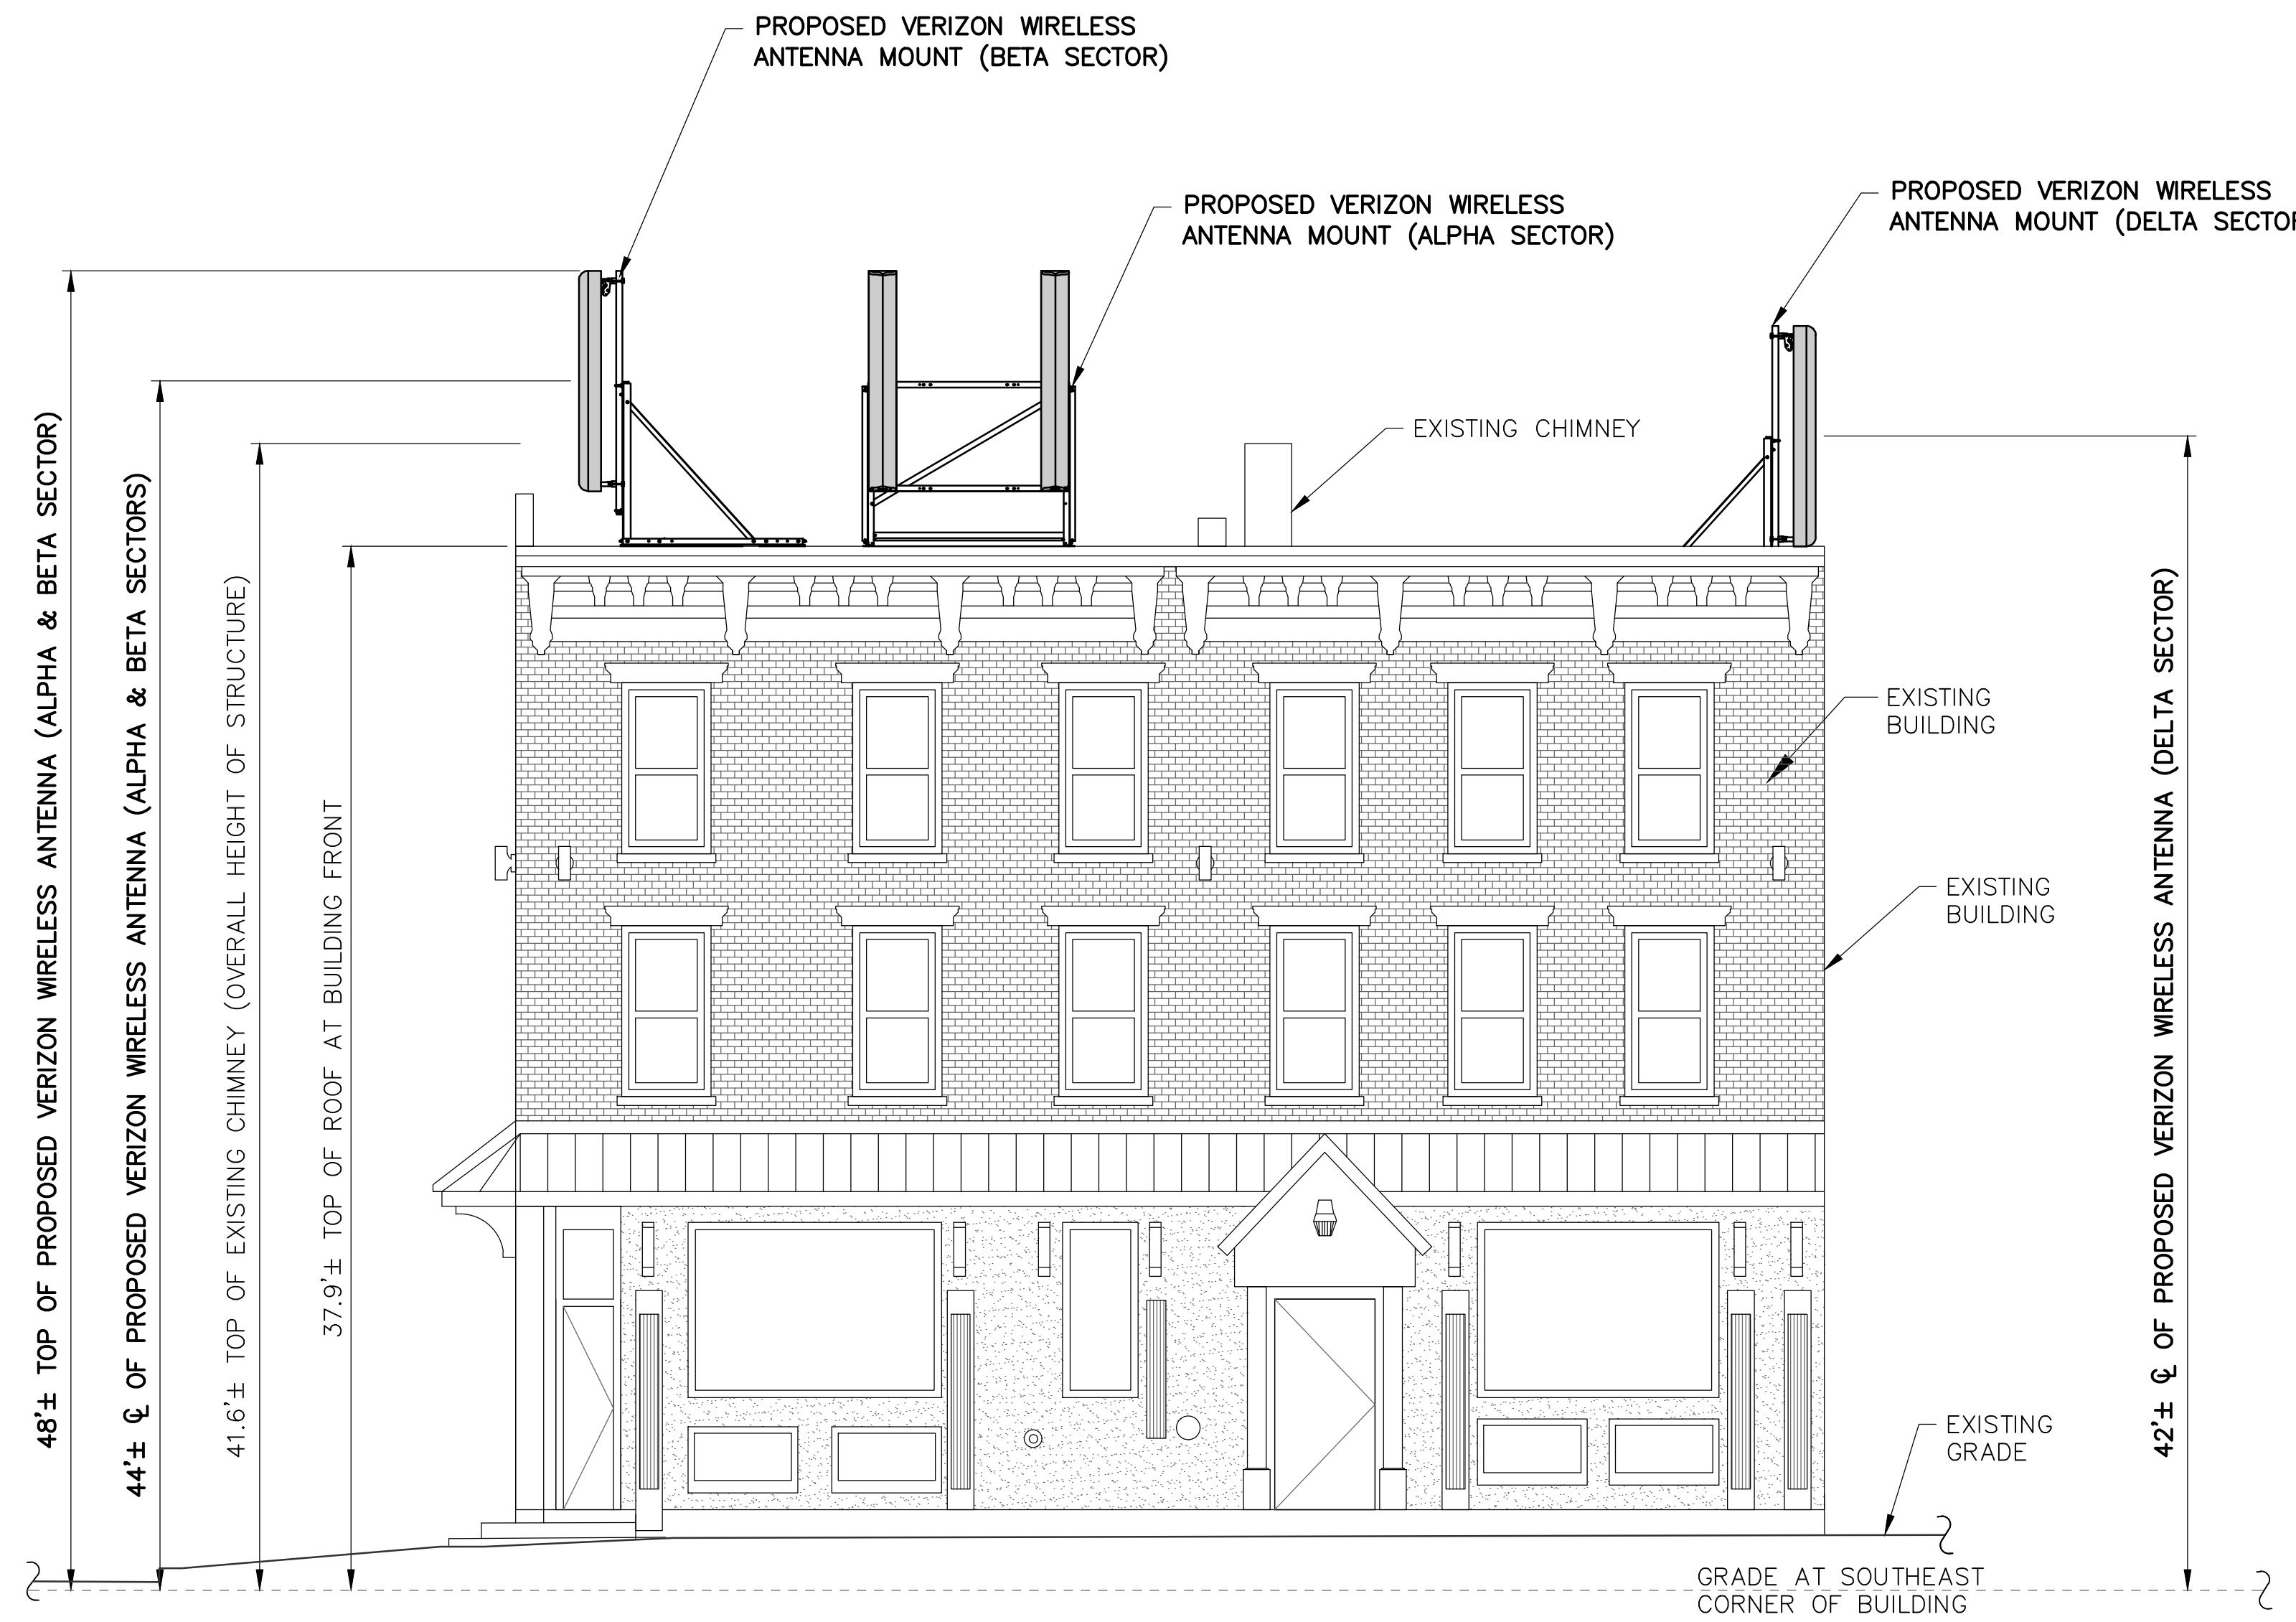 PROPOSED VERIZON WIRELESS
ANTENNA MOUNT (BETA SECTOR)
PROPOSED VERIZON WIRELESS
ANTENNA MOUNT (ALPHA SECTOR)
PROPOSED VERIZON WIRELESS
ANTENNA MOUNT (DELTA SECTOR
EXISTING CHIMNEY
48'± TOP OF PROPOSED VERIZON WIRELESS ANTENNA (ALPHA & BETA SECTOR)
44'± ℄ OF PROPOSED VERIZON WIRELESS ANTENNA (ALPHA & BETA SECTORS)
41.6'± TOP OF EXISTING CHIMNEY (OVERALL HEIGHT OF STRUCTURE)
37.9'± TOP OF ROOF AT BUILDING FRONT
EXISTING
BUILDING
EXISTING
BUILDING
42'± ℄ OF PROPOSED VERIZON WIRELESS ANTENNA (DELTA SECTOR)
EXISTING
GRADE
GRADE AT SOUTHEAST
CORNER OF BUILDING